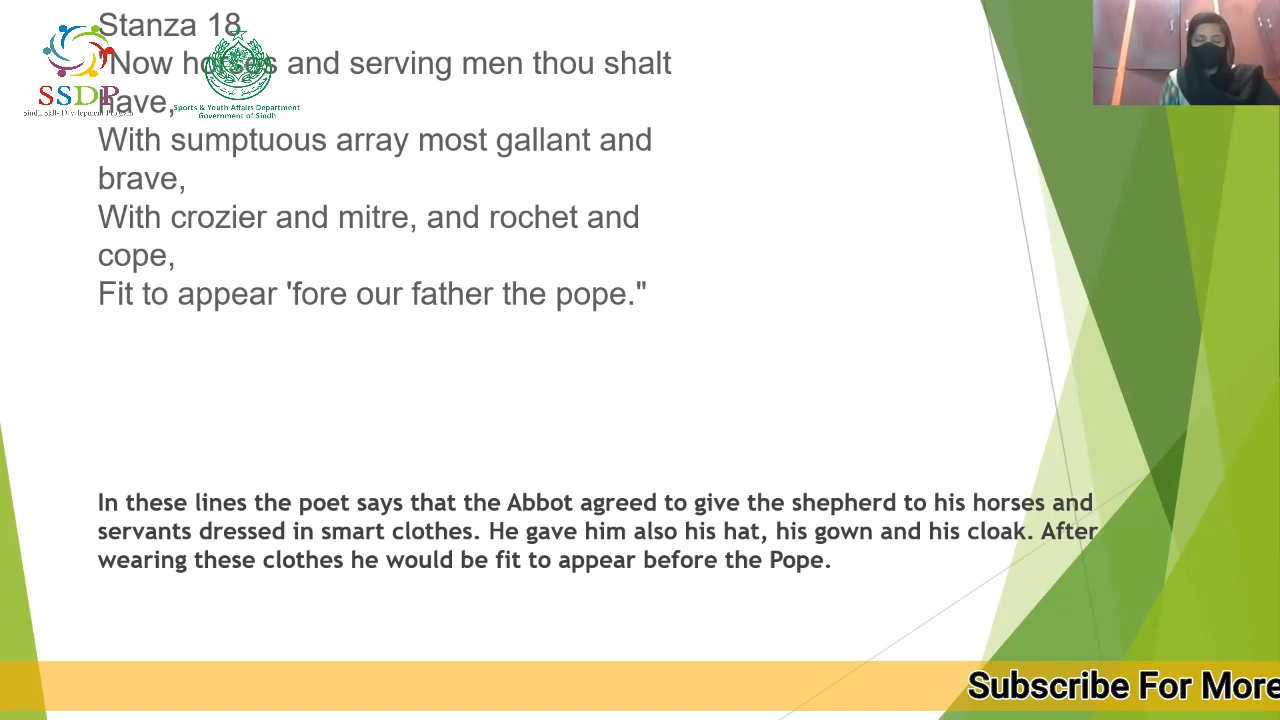 Stanza 18
"Now horses and serving men thou shalt
have,
With sumptuous array most gallant and
brave,
With crozier and mitre, and rochet and
cope,
Fit to appear 'fore our father the pope."
SSDP
Sports & Youth Affairs Department
Government of Sindh
In these lines the poet says that the Abbot agreed to give the shepherd to his horses and
servants dressed in smart clothes. He gave him also his hat, his gown and his cloak. After
wearing these clothes he would be fit to appear before the Pope.
Subscribe For More